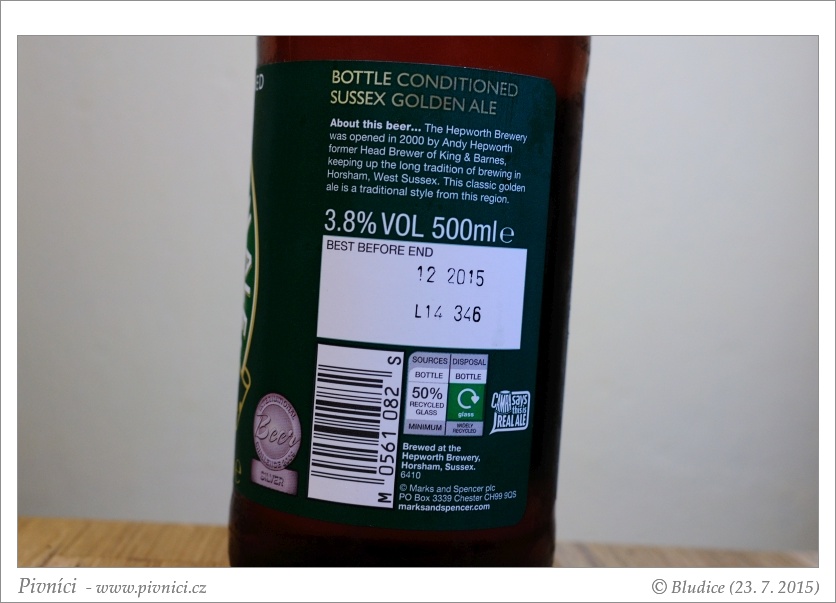 ED
BOTTLE CONDITIONED
SUSSEX GOLDEN ALE
About this beer... The Hepworth Brewery
was opened in 2000 by Andy Hepworth
former Head Brewer of King & Barnes,
keeping up the long tradition of brewing in
Horsham, West Sussex. This classic golden
ale is a traditional style from this region.
3.8% VOL 500ml e
BEST BEFORE END
12 2015
L14 346
M 0561 082 S
SOURCES DISPOSAL
BOTTLE BOTTLE
50%
RECYCLED
GLASS
glass
MINIMUM
WIDELY
RECYCLED
CAMRA says
this is
REAL ALE
Beer
SILVER
Brewed at the
Hepworth Brewery,
Horsham, Sussex.
6410
© Marks and Spencer plc
PO Box 3339 Chester CH99 9QS
marksandspencer.com
Pivníci - www.pivnici.cz
© Bludice (23. 7. 2015)